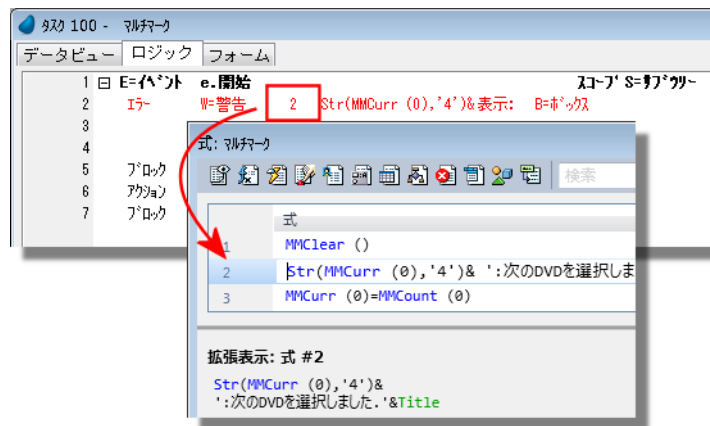 タスク 100 - マルチマーク
データビュー ロジック フォーム
1 E=イベント e.開始 スコープ S=サブツリー
2 エラー W=警告 2 Str(MMCurr (0),'4')& 表示: B=ボックス
3
4
5 ブロック
6 アクション
7 ブロック
式: マルチマーク
検索
式
1 MMClear ()
2 Str(MMCurr (0),'4')& ':次のDVDを選択しま
3 MMCurr (0)=MMCount (0)
拡張表示: 式 #2
Str(MMCurr (0),'4')&
':次のDVDを選択しました.'&Title